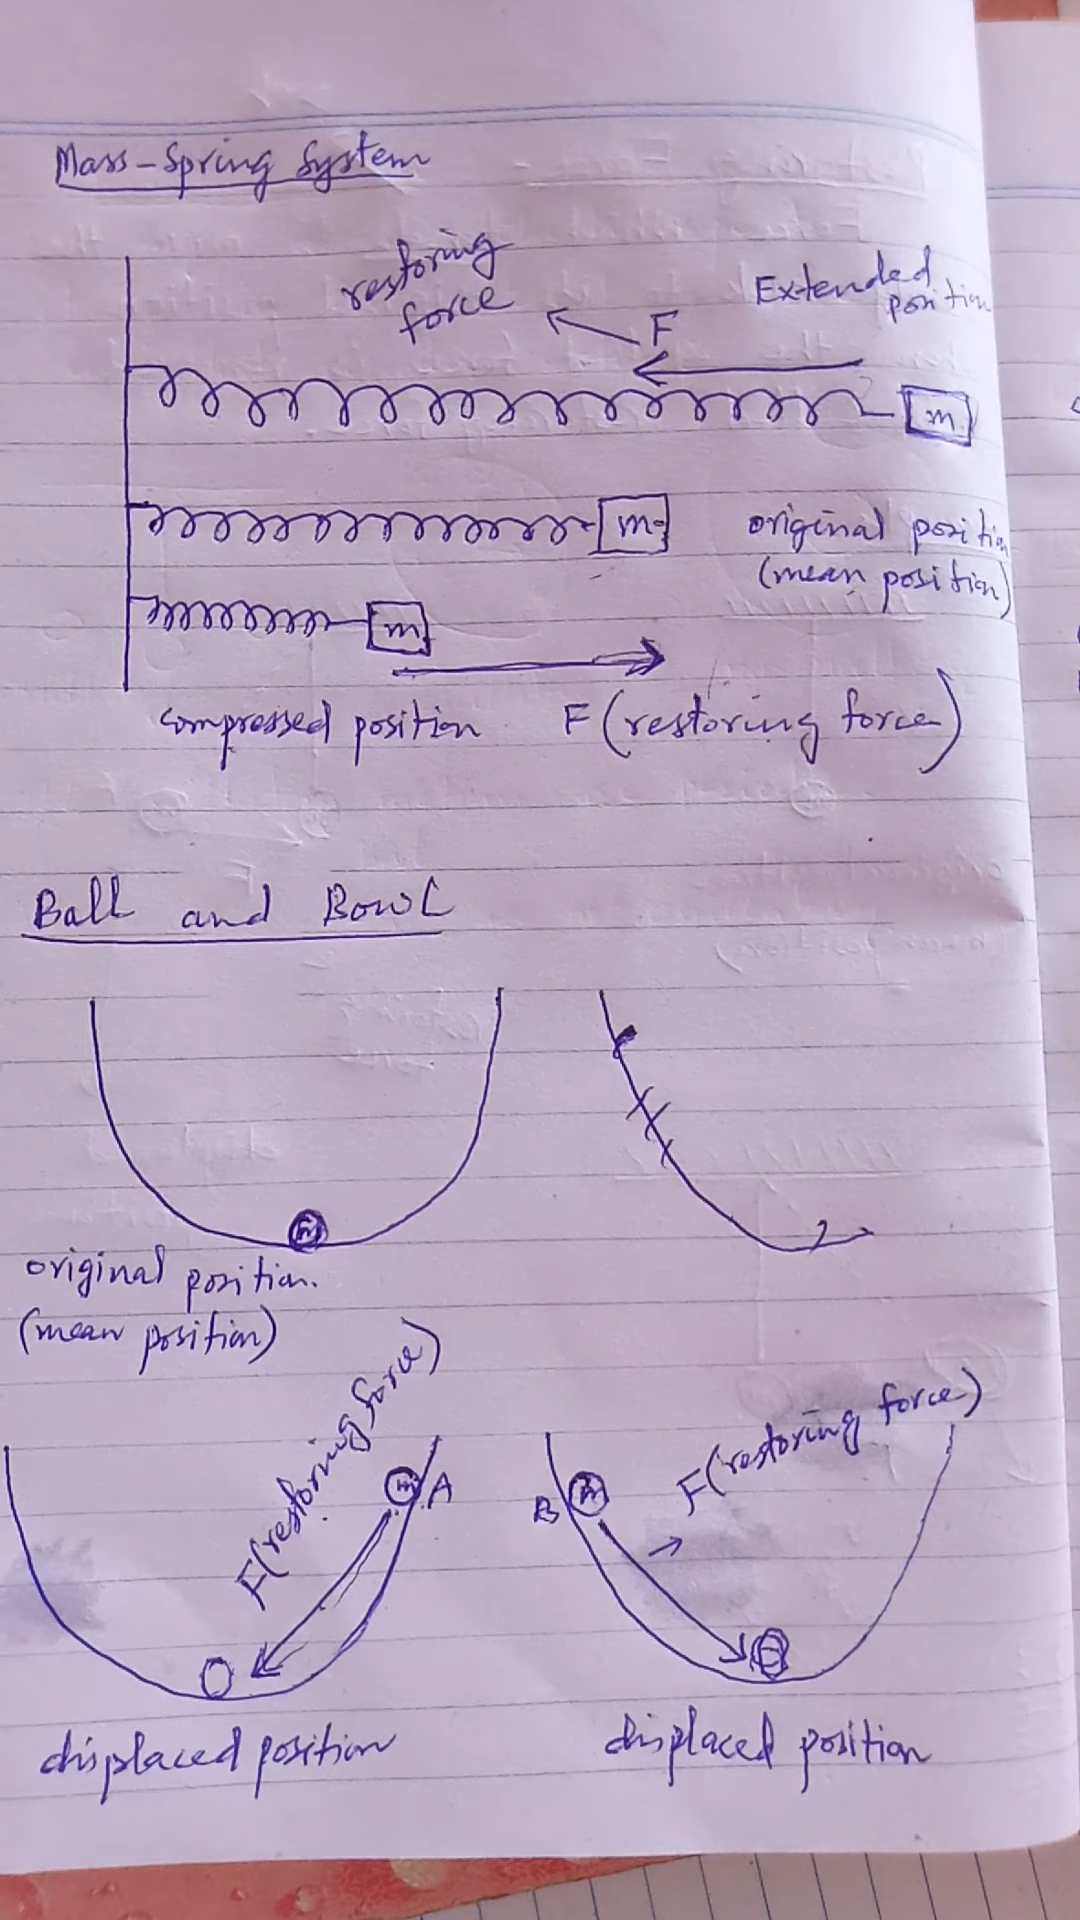 Mass-Spring System
restoring
force
F
Extended
position
m
m
original position
(mean position)
m
compressed position F (restoring force)
Ball and Bowl
m
original position.
(mean position)
F(restoring force)
m A
F(restoring force)
B m
displaced position
displaced position